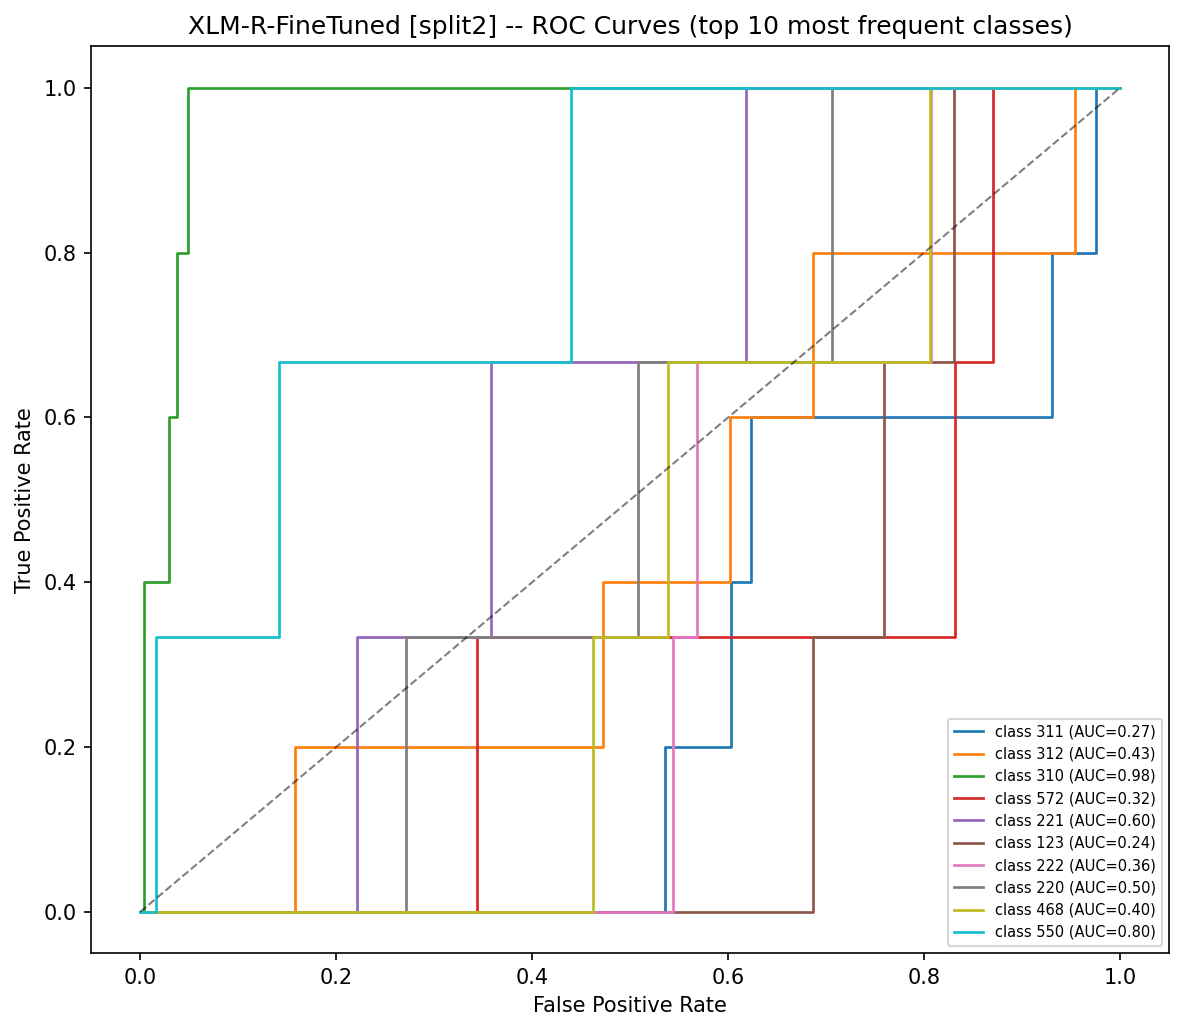 XLM-R-FineTuned [split2] -- ROC Curves (top 10 most frequent classes)
True Positive Rate
1.0
0.8
0.6
0.4
0.2
0.0
class 311 (AUC=0.27)
class 312 (AUC=0.43)
class 310 (AUC=0.98)
class 572 (AUC=0.32)
class 221 (AUC=0.60)
class 123 (AUC=0.24)
class 222 (AUC=0.36)
class 220 (AUC=0.50)
class 468 (AUC=0.40)
class 550 (AUC=0.80)
0.0 0.2 0.4 0.6 0.8 1.0
False Positive Rate